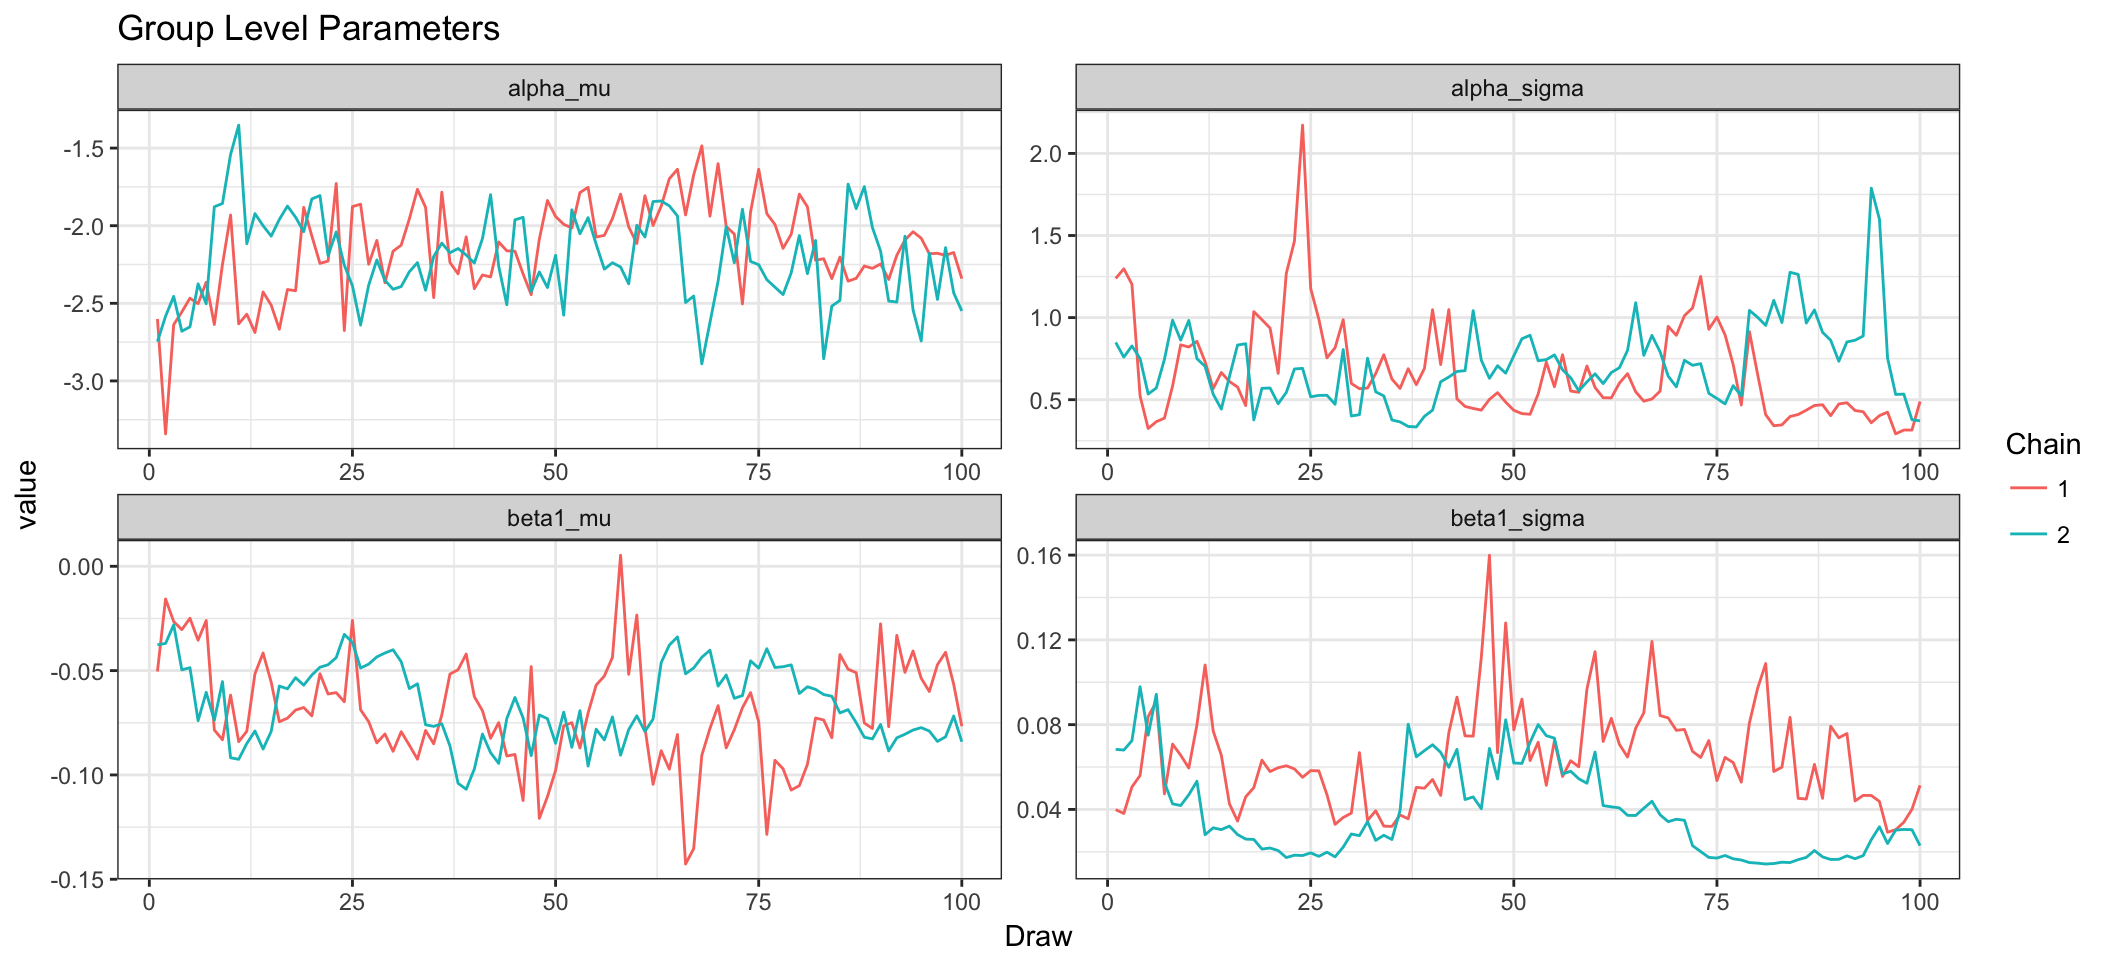 Group Level Parameters
alpha_mu
alpha_sigma
-1.5
-2.0
-2.5
-3.0
2.0
1.5
1.0
0.5
0 25 50 75 100
0 25 50 75 100
beta1_mu
beta1_sigma
0.00
-0.05
-0.10
-0.15
0.16
0.12
0.08
0.04
0 25 50 75 100
0 25 50 75 100
value
Draw
Chain
1
2